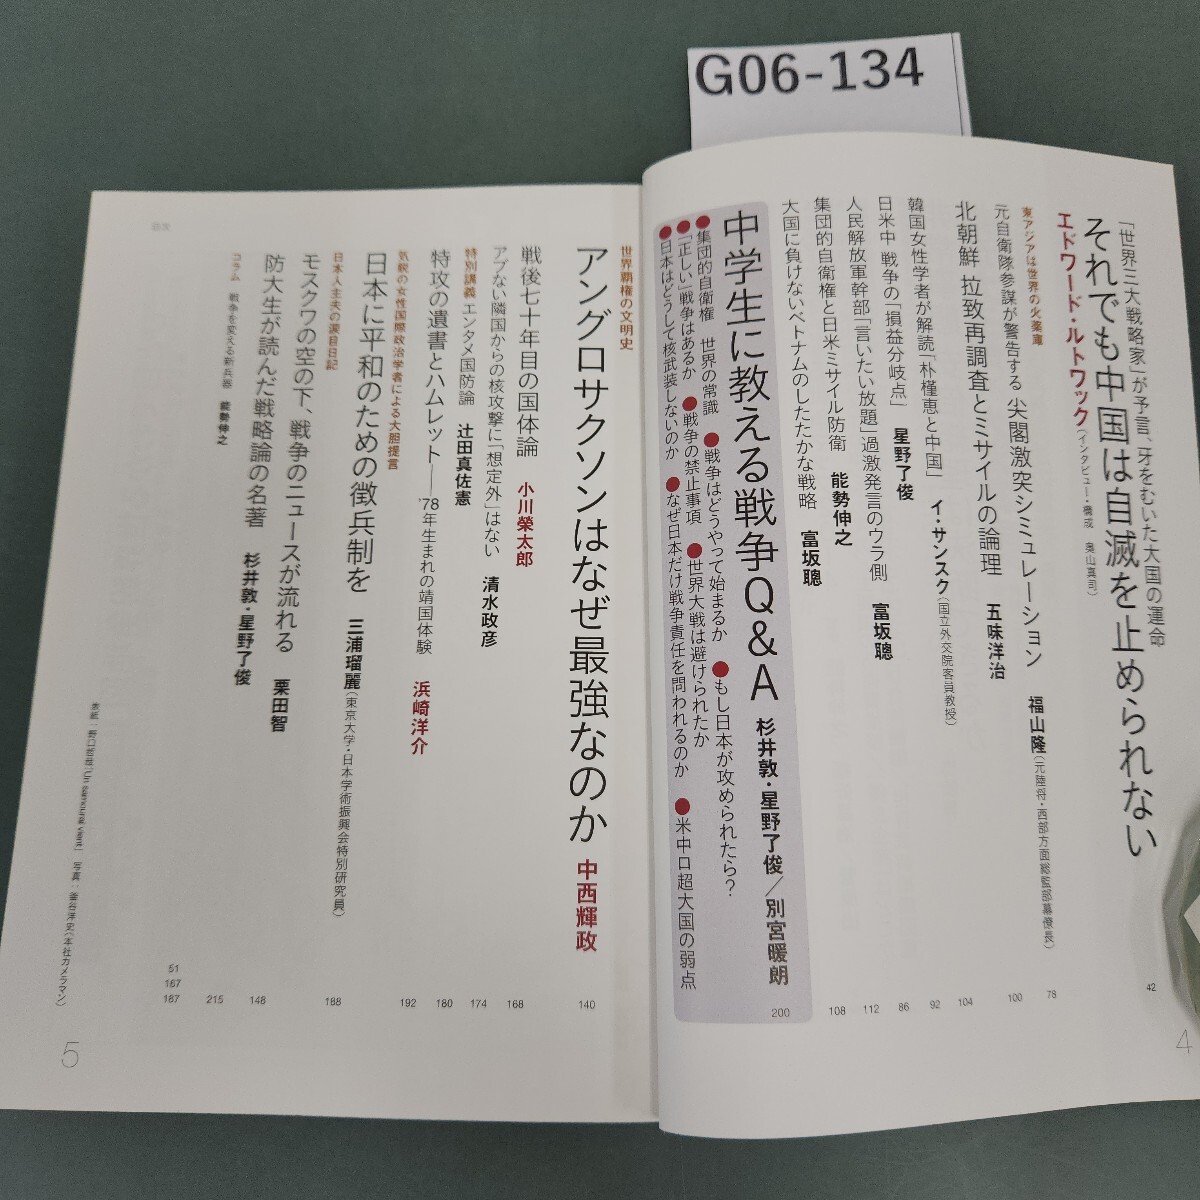 G06-134
「世界三大戦略家」が予言、牙をむいた大国の運命
それでも中国は自滅を止められない
エドワード・ルトワック(インタビュー・構成 奥山真司)
42
東アジアは世界の火薬庫
元自衛隊参謀が警告する 尖閣激突シミュレーション 福山隆(元陸将・西部方面総監部幕僚長)
78
北朝鮮 拉致再調査とミサイルの論理 五味洋治
100
韓国女性学者が解読「朴槿恵と中国」 イ・サンスク(国立外交院客員教授)
104
日米中 戦争の「損益分岐点」 星野了俊
92
人民解放軍幹部「言いたい放題」過激発言のウラ側 富坂聰
86
集団的自衛権と日米ミサイル防衛 能勢伸之
112
大国に負けないベトナムのしたたかな戦略 富坂聰
108
中学生に教える戦争Q&A 杉井敦・星野了俊/別宮暖朗
200
●集団的自衛権 世界の常識 ●戦争はどうやって始まるか ●もし日本が攻められたら?
●「正しい」戦争はあるか ●戦争の禁止事項 ●世界大戦は避けられたか
●日本はどうして核武装しないのか ●なぜ日本だけ戦争責任を問われるのか ●米中ロ超大国の弱点
4
世界覇権の文明史
アングロサクソンはなぜ最強なのか 中西輝政
140
戦後七十年目の国体論 小川榮太郎
168
アブない隣国からの核攻撃に「想定外」はない 清水政彦
174
特別講義 エンタメ国防論 辻田真佐憲
180
特攻の遺書とハムレット——'78年生まれの靖国体験 浜崎洋介
192
気鋭の女性国際政治学者による大胆提言
日本に平和のための徴兵制を 三浦瑠麗(東京大学・日本学術振興会特別研究員)
188
日本人主夫の涙目日記
モスクワの空の下、戦争のニュースが流れる 栗田智
148
防大生が読んだ戦略論の名著 杉井敦・星野了俊
215
コラム 戦争を変える新兵器 能勢伸之
51
167
187
目次
表紙 野口哲哉「Un samouraï vient」 写真・釜谷洋史(本社カメラマン)
5